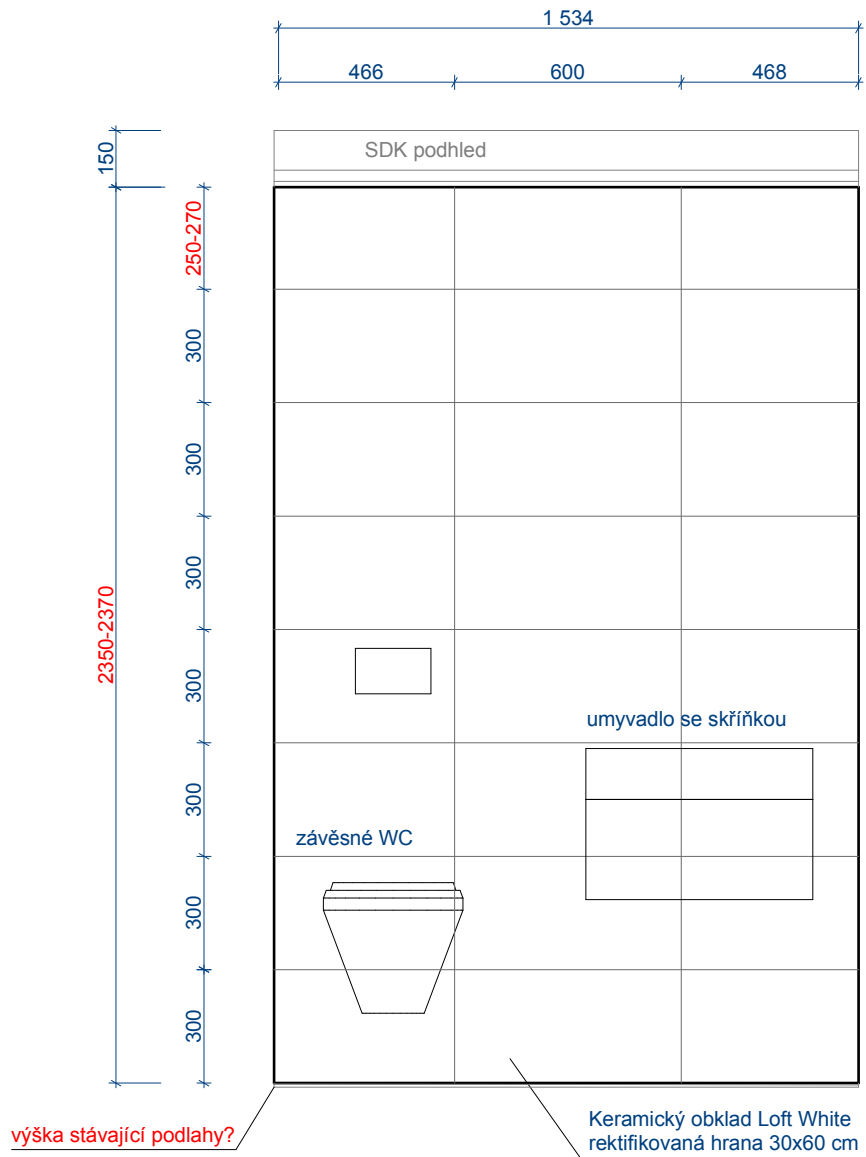 1 534
466
600
468
150
SDK podhled
250-270
300
300
300
2350-2370
300
umyvadlo se skříňkou
300
závěsné WC
300
300
výška stávající podlahy?
Keramický obklad Loft White
rektifikovaná hrana 30x60 cm